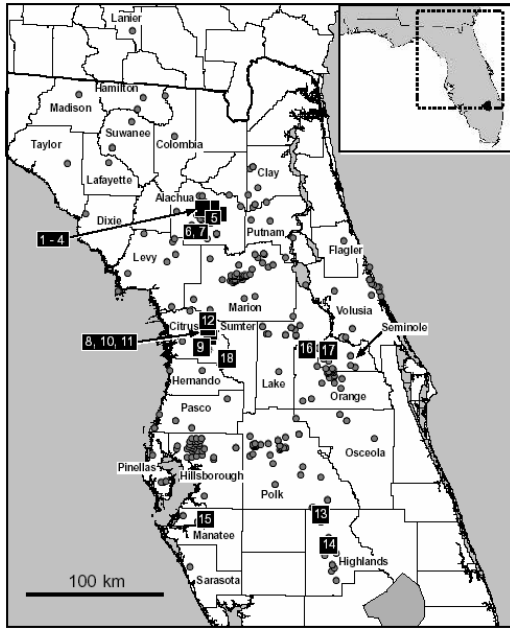 Lanier
Hamilton
Madison
Suwanee
Taylor
Colombia
Lafayette
Clay
Alachua
Dixie
5
1 - 4
6, 7
Putnam
Flagler
Levy
Marion
Volusia
12
Citrus
Sumter
Seminole
8, 10, 11
9
16
17
18
Hernando
Lake
Orange
Pasco
Osceola
Pinellas
Hillsborough
Polk
13
15
Manatee
14
Highlands
Sarasota
100 km